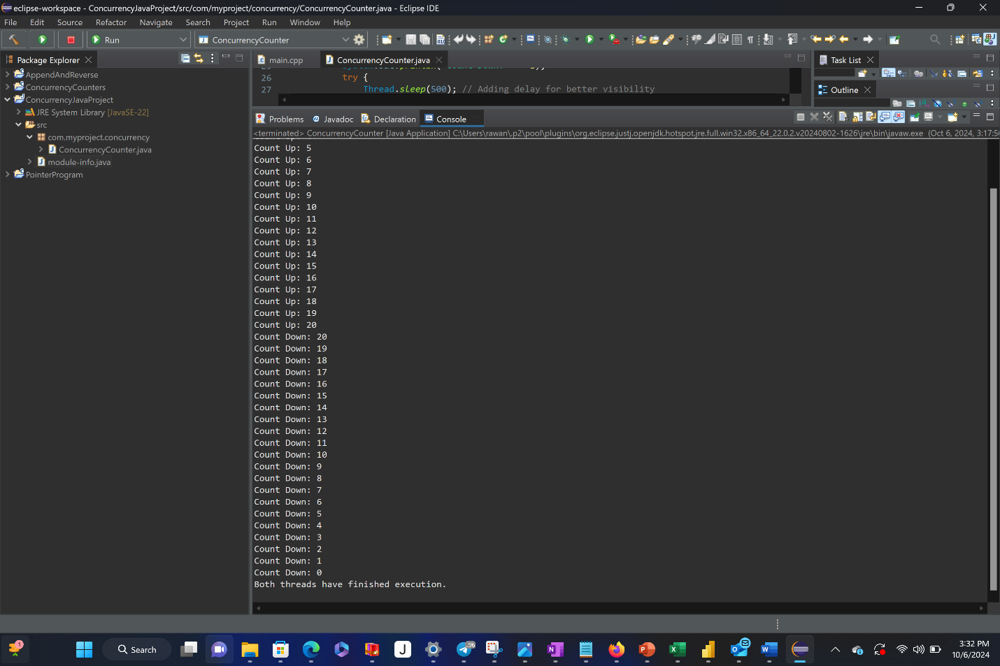 eclipse-workspace - ConcurrencyJavaProject/src/com/myproject/concurrency/ConcurrencyCounter.java - Eclipse IDE
File Edit Source Refactor Navigate Search Project Run Window Help
Run ConcurrencyCounter
Package Explorer
AppendAndReverse
ConcurrencyCounters
ConcurrencyJavaProject
JRE System Library [JavaSE-22]
src
com.myproject.concurrency
ConcurrencyCounter.java
module-info.java
PointerProgram
main.cpp ConcurrencyCounter.java
26 try {
27 Thread.sleep(500); // Adding delay for better visibility
Task List
Outline
Problems Javadoc Declaration Console
<terminated> ConcurrencyCounter [Java Application] C:\Users\rawan\.p2\pool\plugins\org.eclipse.justj.openjdk.hotspot.jre.full.win32.x86_64_22.0.2.v20240802-1626\jre\bin\javaw.exe (Oct 6, 2024, 3:17:5
Count Up: 5
Count Up: 6
Count Up: 7
Count Up: 8
Count Up: 9
Count Up: 10
Count Up: 11
Count Up: 12
Count Up: 13
Count Up: 14
Count Up: 15
Count Up: 16
Count Up: 17
Count Up: 18
Count Up: 19
Count Up: 20
Count Down: 20
Count Down: 19
Count Down: 18
Count Down: 17
Count Down: 16
Count Down: 15
Count Down: 14
Count Down: 13
Count Down: 12
Count Down: 11
Count Down: 10
Count Down: 9
Count Down: 8
Count Down: 7
Count Down: 6
Count Down: 5
Count Down: 4
Count Down: 3
Count Down: 2
Count Down: 1
Count Down: 0
Both threads have finished execution.
Search
3:32 PM
10/6/2024